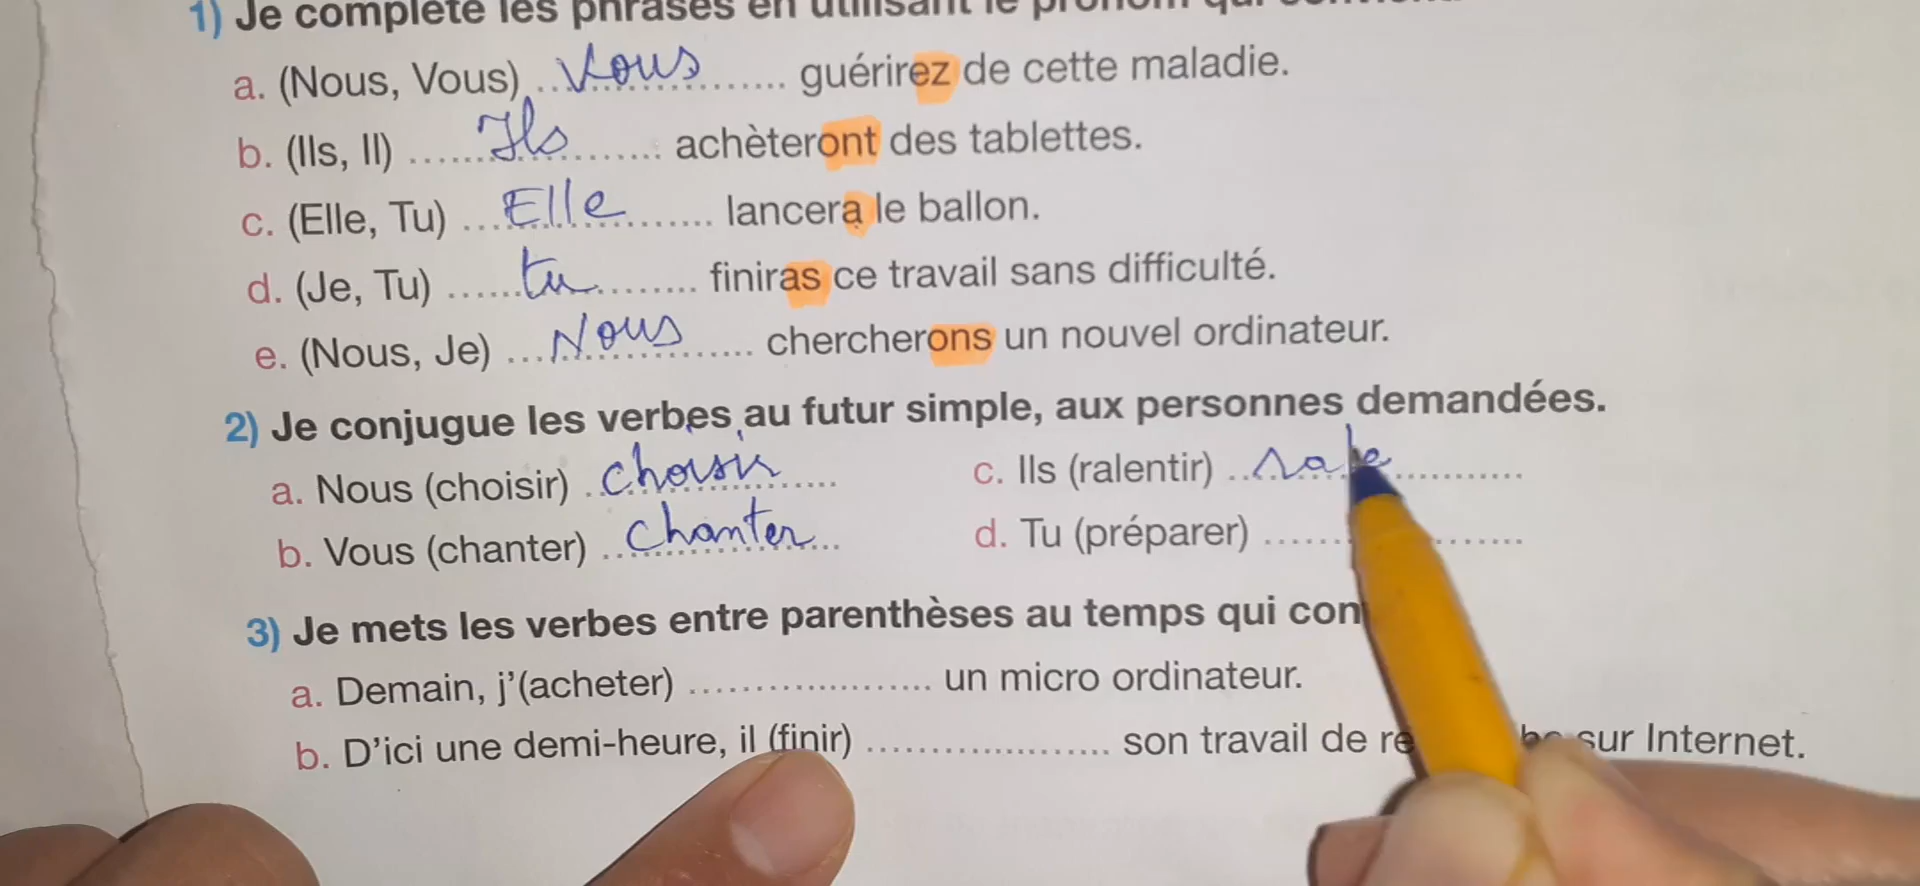 1) Je complète les phrases en utilisant le pronom qui convient.
a. (Nous, Vous) Vous guérirez de cette maladie.
b. (Ils, Il) Ils achèteront des tablettes.
c. (Elle, Tu) Elle lancera le ballon.
d. (Je, Tu) tu finiras ce travail sans difficulté.
e. (Nous, Je) Nous chercherons un nouvel ordinateur.
2) Je conjugue les verbes au futur simple, aux personnes demandées.
a. Nous (choisir) choisir c. Ils (ralentir) rale
b. Vous (chanter) chanter d. Tu (préparer)
3) Je mets les verbes entre parenthèses au temps qui con
a. Demain, j'(acheter) un micro ordinateur.
b. D'ici une demi-heure, il (finir) son travail de re sur Internet.